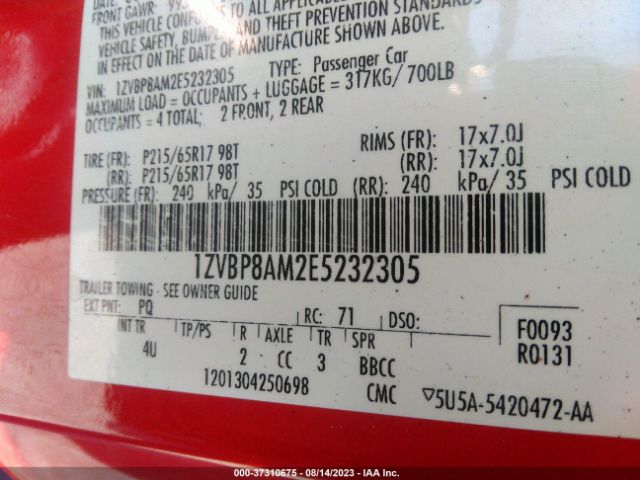 FRONT GAWR: 99
THIS VEHICLE CONFORMS TO ALL APPLICABLE
VEHICLE SAFETY, BUMPER, AND THEFT PREVENTION STANDARDS
IN EFFECT ON THE DATE OF MANUFACTURE SHOWN ABOVE.
VIN: 1ZVBP8AM2E5232305 TYPE: Passenger Car
MAXIMUM LOAD = OCCUPANTS + LUGGAGE = 317KG/ 700LB
OCCUPANTS = 4 TOTAL; 2 FRONT, 2 REAR
TIRE (FR): P215/65R17 98T RIMS (FR): 17x7.0J
(RR): P215/65R17 98T (RR): 17x7.0J
PRESSURE (FR): 240 kPa/ 35 PSI COLD (RR): 240 kPa/ 35 PSI COLD
1ZVBP8AM2E5232305
TRAILER TOWING - SEE OWNER GUIDE
EXT PNT: PQ RC: 71 DSO: F0093
INT TR TP/PS R AXLE TR SPR R0131
4U 2 CC 3 BBCC
1201304250698 CMC ▽5U5A-5420472-AA
000-37310675 - 08/14/2023 - IAA Inc.